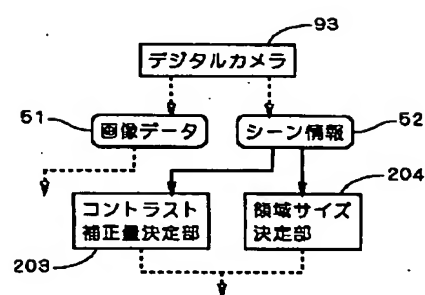 93
デジタルカメラ
51
画像データ
シーン情報
52
204
コントラスト
補正量決定部
領域サイズ
決定部
203